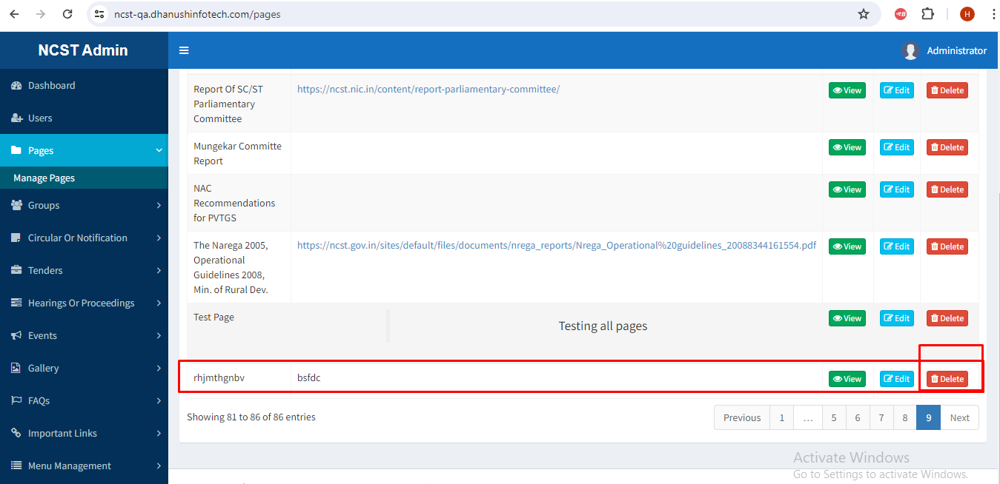 ncst-qa.dhanushinfotech.com/pages
H
NCST Admin
Administrator
Dashboard
Users
Pages
Manage Pages
Groups
Circular Or Notification
Tenders
Hearings Or Proceedings
Events
Gallery
FAQs
Important Links
Menu Management
Report Of SC/ST
Parliamentary
Committee
https://ncst.nic.in/content/report-parliamentary-committee/
View Edit Delete
Mungekar Committe
Report
View Edit Delete
NAC
Recommendations
for PVTGS
View Edit Delete
The Narega 2005,
Operational
Guidelines 2008,
Min. of Rural Dev.
https://ncst.gov.in/sites/default/files/documents/nrega_reports/Nrega_Operational%20guidelines_20088344161554.pdf
View Edit Delete
Test Page
Testing all pages
View Edit Delete
rhjmthgnbv bsfdc View Edit Delete
Showing 81 to 86 of 86 entries
Previous 1 … 5 6 7 8 9 Next
Activate Windows
Go to Settings to activate Windows.